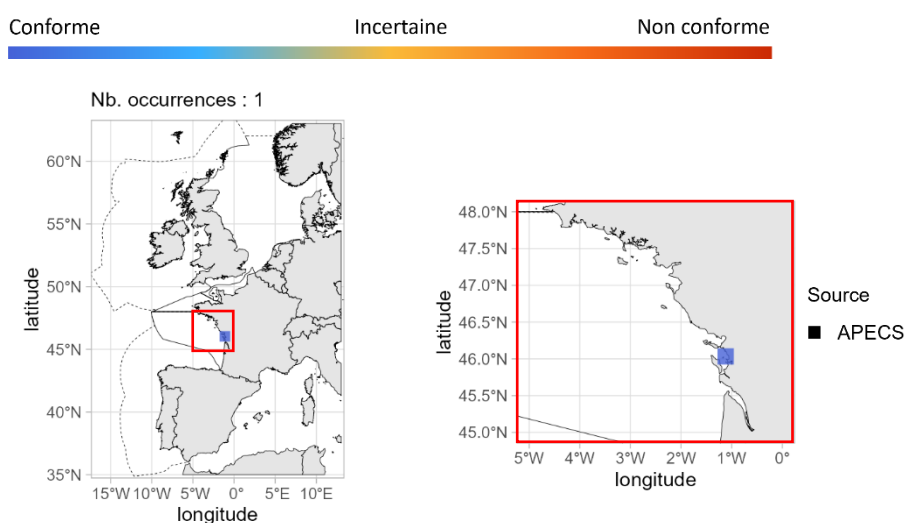 Conforme Incertaine Non conforme
Nb. occurrences : 1
60°N
55°N
50°N
45°N
40°N
35°N
latitude
15°W 10°W 5°W 0° 5°E 10°E
longitude
48.0°N
47.5°N
47.0°N
46.5°N
46.0°N
45.5°N
45.0°N
latitude
5°W 4°W 3°W 2°W 1°W 0°
longitude
Source
APECS